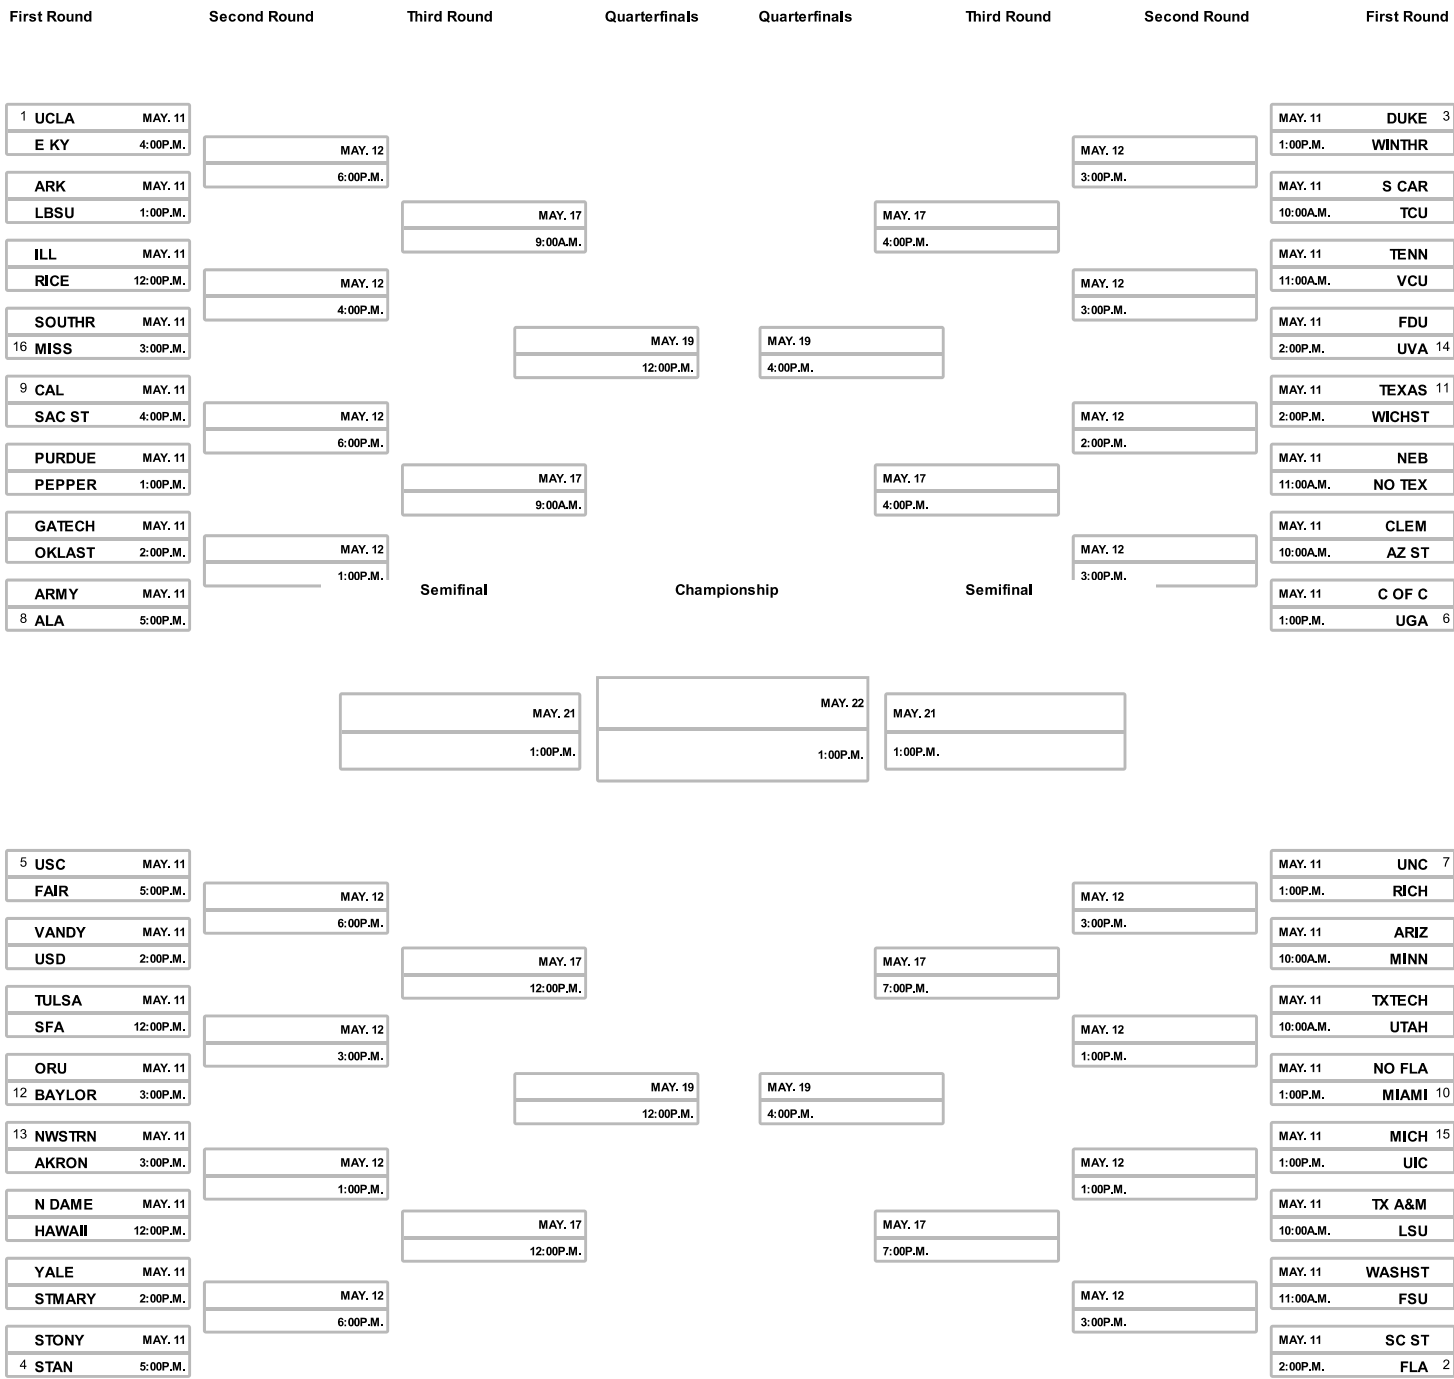 First Round Second Round Third Round Quarterfinals Quarterfinals Third Round Second Round First Round
1 UCLA MAY. 11
E KY 4:00P.M.
ARK MAY. 11
LBSU 1:00P.M.
ILL MAY. 11
RICE 12:00P.M.
SOUTHR MAY. 11
16 MISS 3:00P.M.
9 CAL MAY. 11
SAC ST 4:00P.M.
PURDUE MAY. 11
PEPPER 1:00P.M.
GATECH MAY. 11
OKLAST 2:00P.M.
ARMY MAY. 11
8 ALA 5:00P.M.
MAY. 12
6:00P.M.
MAY. 12
4:00P.M.
MAY. 12
6:00P.M.
MAY. 12
1:00P.M.
MAY. 17
9:00A.M.
MAY. 17
9:00A.M.
MAY. 19
12:00P.M.
MAY. 19
4:00P.M.
MAY. 17
4:00P.M.
MAY. 17
4:00P.M.
MAY. 12
3:00P.M.
MAY. 12
3:00P.M.
MAY. 12
2:00P.M.
MAY. 12
3:00P.M.
MAY. 11 DUKE 3
1:00P.M. WINTHR
MAY. 11 S CAR
10:00A.M. TCU
MAY. 11 TENN
11:00A.M. VCU
MAY. 11 FDU
2:00P.M. UVA 14
MAY. 11 TEXAS 11
2:00P.M. WICHST
MAY. 11 NEB
11:00A.M. NO TEX
MAY. 11 CLEM
10:00A.M. AZ ST
MAY. 11 C OF C
1:00P.M. UGA 6
Semifinal Championship Semifinal
MAY. 21
1:00P.M.
MAY. 22
1:00P.M.
MAY. 21
1:00P.M.
5 USC MAY. 11
FAIR 5:00P.M.
VANDY MAY. 11
USD 2:00P.M.
TULSA MAY. 11
SFA 12:00P.M.
ORU MAY. 11
12 BAYLOR 3:00P.M.
13 NWSTRN MAY. 11
AKRON 3:00P.M.
N DAME MAY. 11
HAWAII 12:00P.M.
YALE MAY. 11
STMARY 2:00P.M.
STONY MAY. 11
4 STAN 5:00P.M.
MAY. 12
6:00P.M.
MAY. 12
3:00P.M.
MAY. 12
1:00P.M.
MAY. 12
6:00P.M.
MAY. 17
12:00P.M.
MAY. 17
12:00P.M.
MAY. 19
12:00P.M.
MAY. 19
4:00P.M.
MAY. 17
7:00P.M.
MAY. 17
7:00P.M.
MAY. 12
3:00P.M.
MAY. 12
1:00P.M.
MAY. 12
1:00P.M.
MAY. 12
3:00P.M.
MAY. 11 UNC 7
1:00P.M. RICH
MAY. 11 ARIZ
10:00A.M. MINN
MAY. 11 TXTECH
10:00A.M. UTAH
MAY. 11 NO FLA
1:00P.M. MIAMI 10
MAY. 11 MICH 15
1:00P.M. UIC
MAY. 11 TX A&M
10:00A.M. LSU
MAY. 11 WASHST
11:00A.M. FSU
MAY. 11 SC ST
2:00P.M. FLA 2